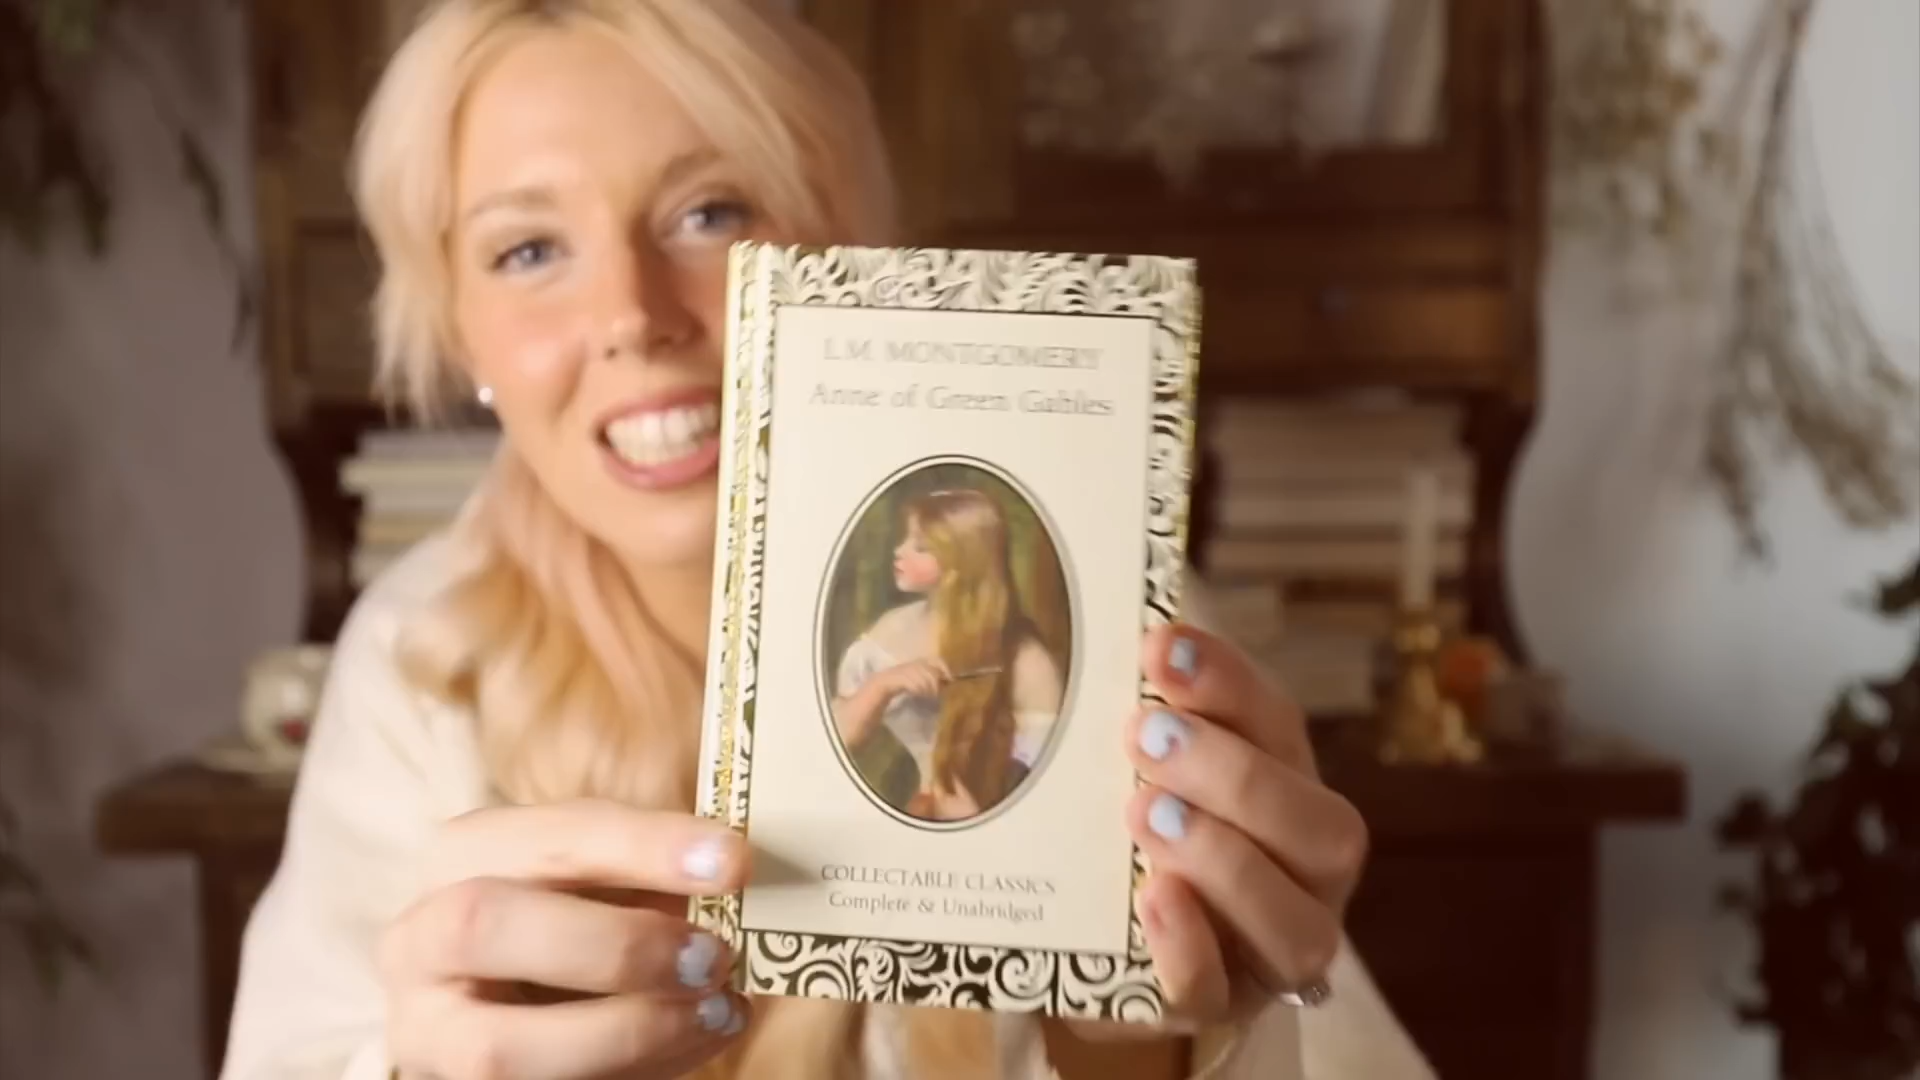 L.M. MONTGOMERY
Anne of Green Gables
COLLECTABLE CLASSICS
Complete & Unabridged